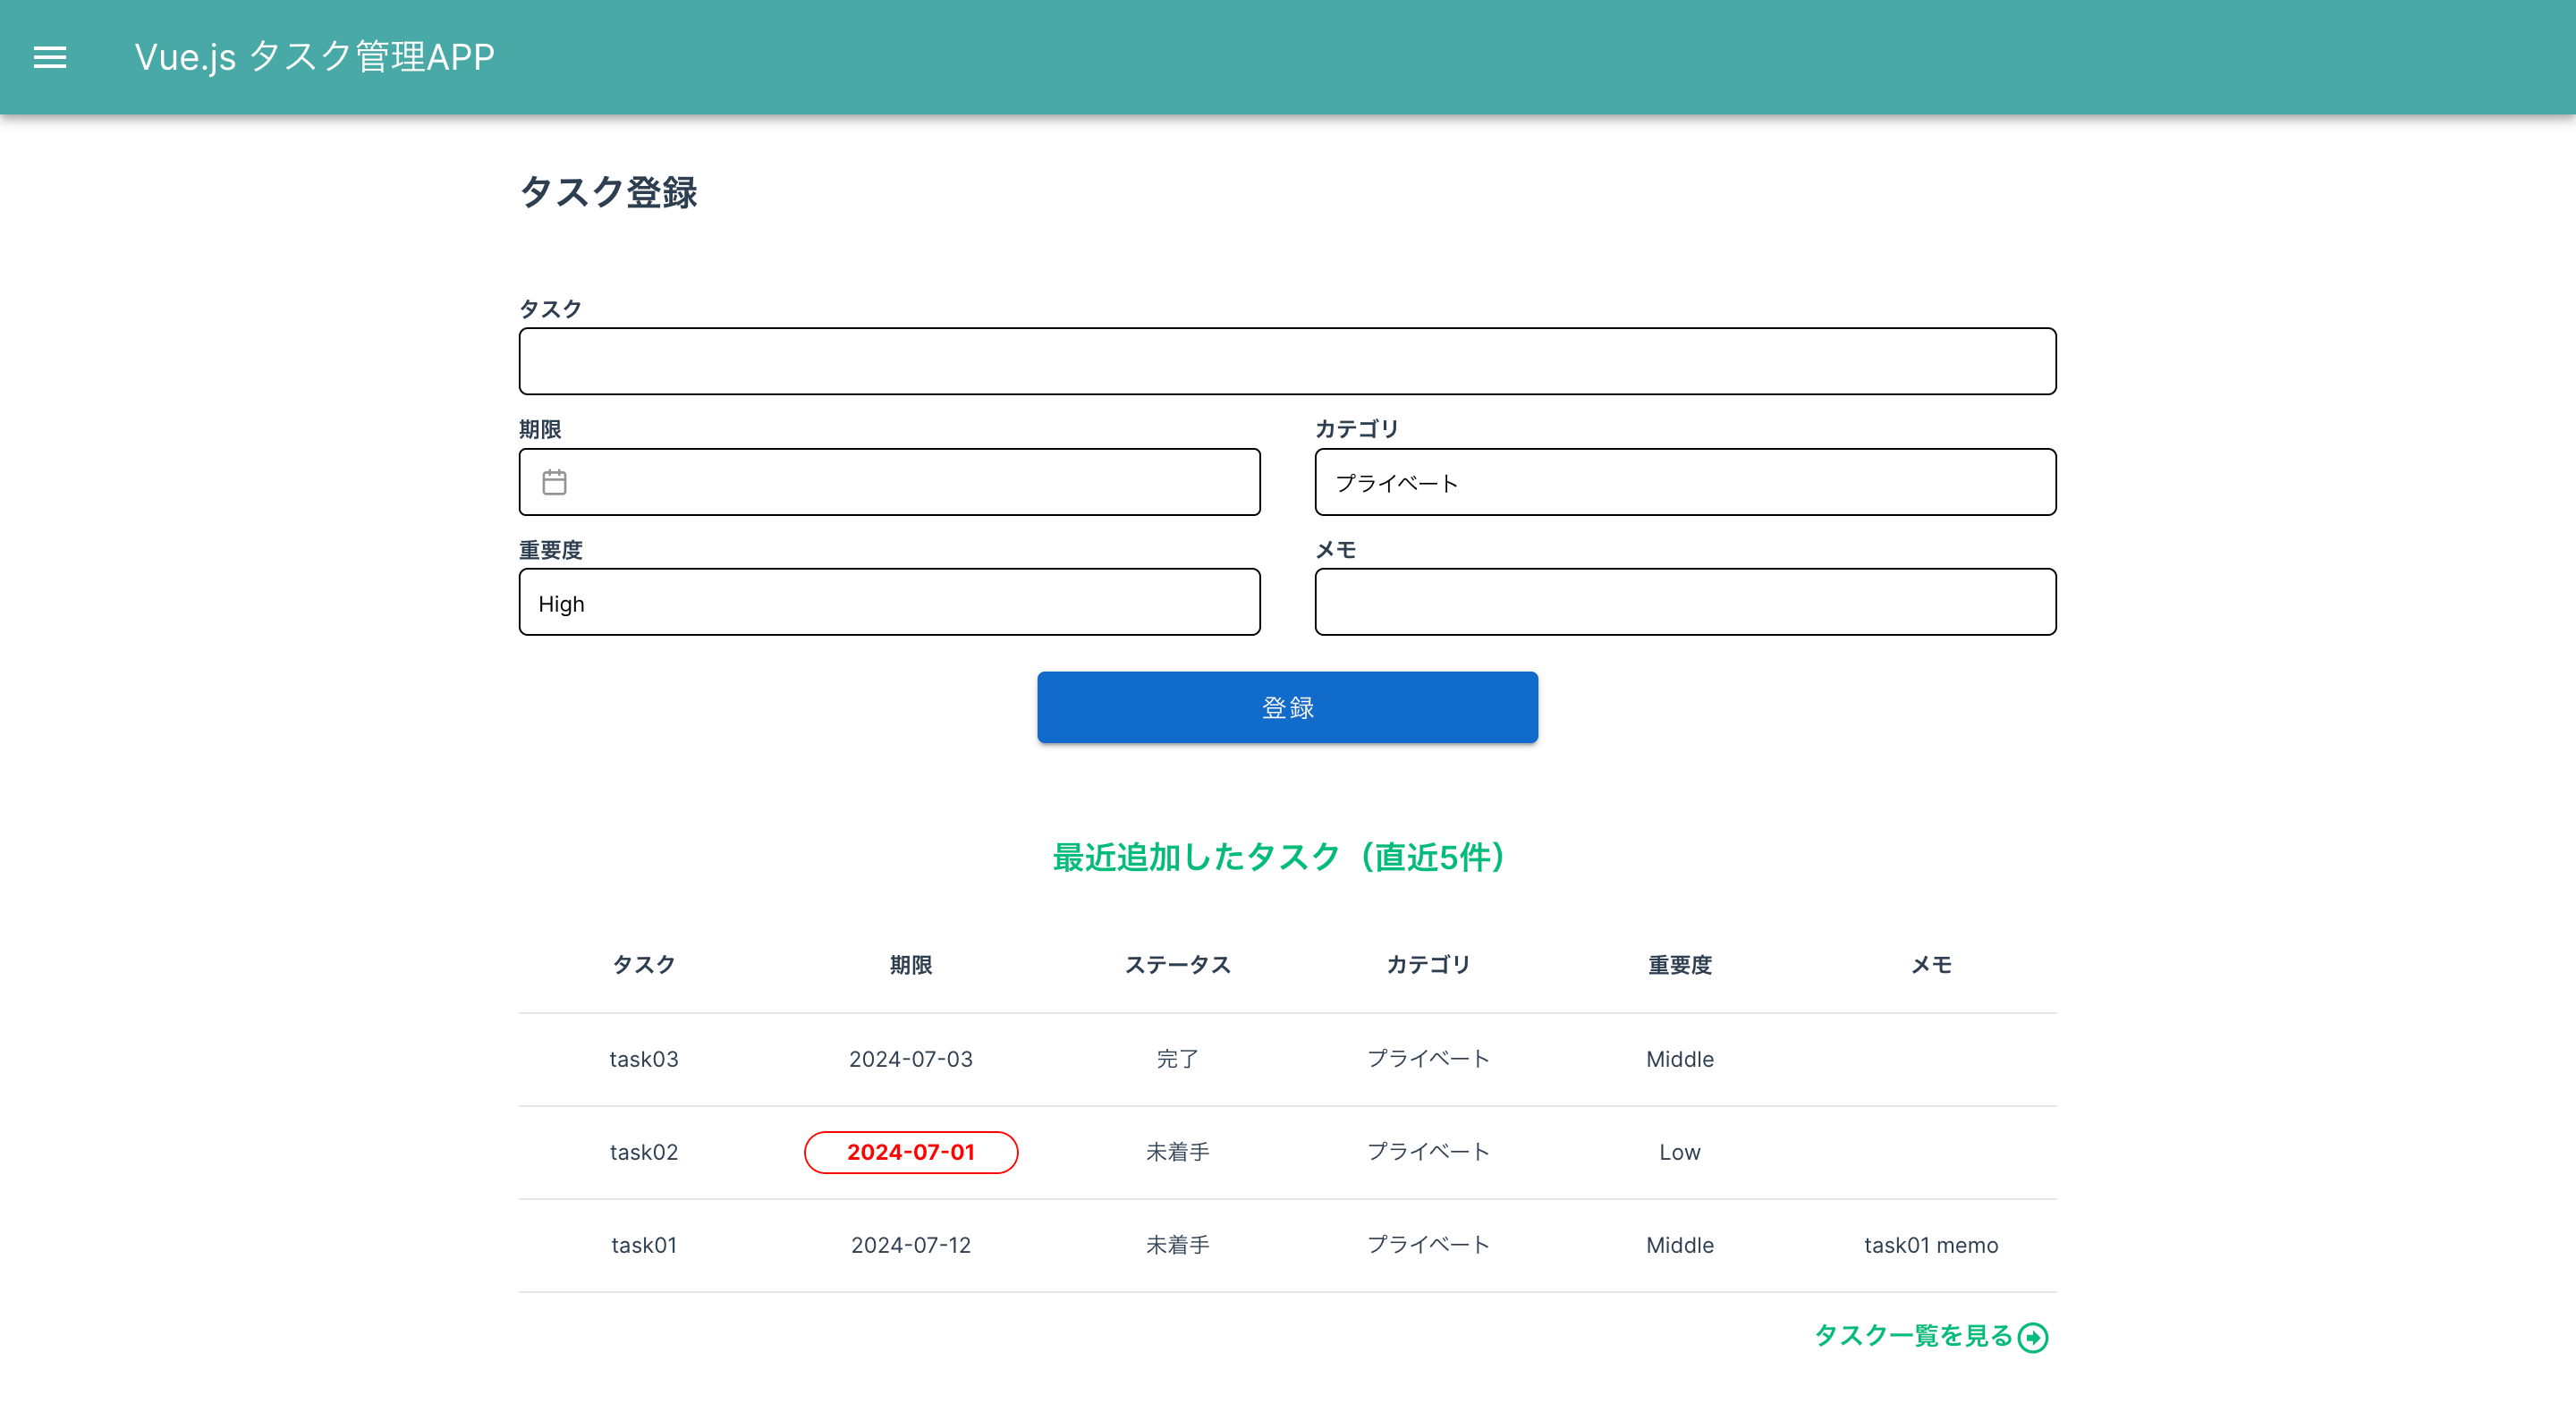 Vue.js タスク管理APP
タスク登録
タスク
期限 カテゴリ
プライベート
重要度 メモ
High
登録
最近追加したタスク（直近5件）
タスク 期限 ステータス カテゴリ 重要度 メモ
task03 2024-07-03 完了 プライベート Middle
task02 2024-07-01 未着手 プライベート Low
task01 2024-07-12 未着手 プライベート Middle task01 memo
タスク一覧を見る